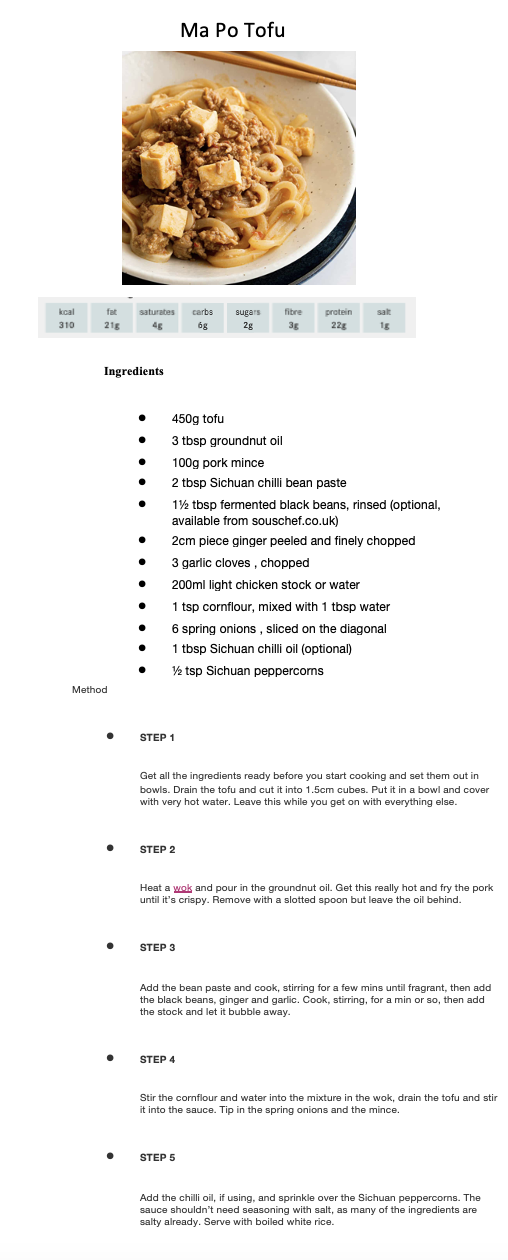 Ma Po Tofu
kcal fat saturates carbs sugars fibre protein salt
310 21g 4g 6g 2g 3g 22g 1g
Ingredients
● 450g tofu
● 3 tbsp groundnut oil
● 100g pork mince
● 2 tbsp Sichuan chilli bean paste
● 1½ tbsp fermented black beans, rinsed (optional,
available from souschef.co.uk)
● 2cm piece ginger peeled and finely chopped
● 3 garlic cloves , chopped
● 200ml light chicken stock or water
● 1 tsp cornflour, mixed with 1 tbsp water
● 6 spring onions , sliced on the diagonal
● 1 tbsp Sichuan chilli oil (optional)
● ½ tsp Sichuan peppercorns
Method
● STEP 1
Get all the ingredients ready before you start cooking and set them out in
bowls. Drain the tofu and cut it into 1.5cm cubes. Put it in a bowl and cover
with very hot water. Leave this while you get on with everything else.
● STEP 2
Heat a wok and pour in the groundnut oil. Get this really hot and fry the pork
until it's crispy. Remove with a slotted spoon but leave the oil behind.
● STEP 3
Add the bean paste and cook, stirring for a few mins until fragrant, then add
the black beans, ginger and garlic. Cook, stirring, for a min or so, then add
the stock and let it bubble away.
● STEP 4
Stir the cornflour and water into the mixture in the wok, drain the tofu and stir
it into the sauce. Tip in the spring onions and the mince.
● STEP 5
Add the chilli oil, if using, and sprinkle over the Sichuan peppercorns. The
sauce shouldn't need seasoning with salt, as many of the ingredients are
salty already. Serve with boiled white rice.